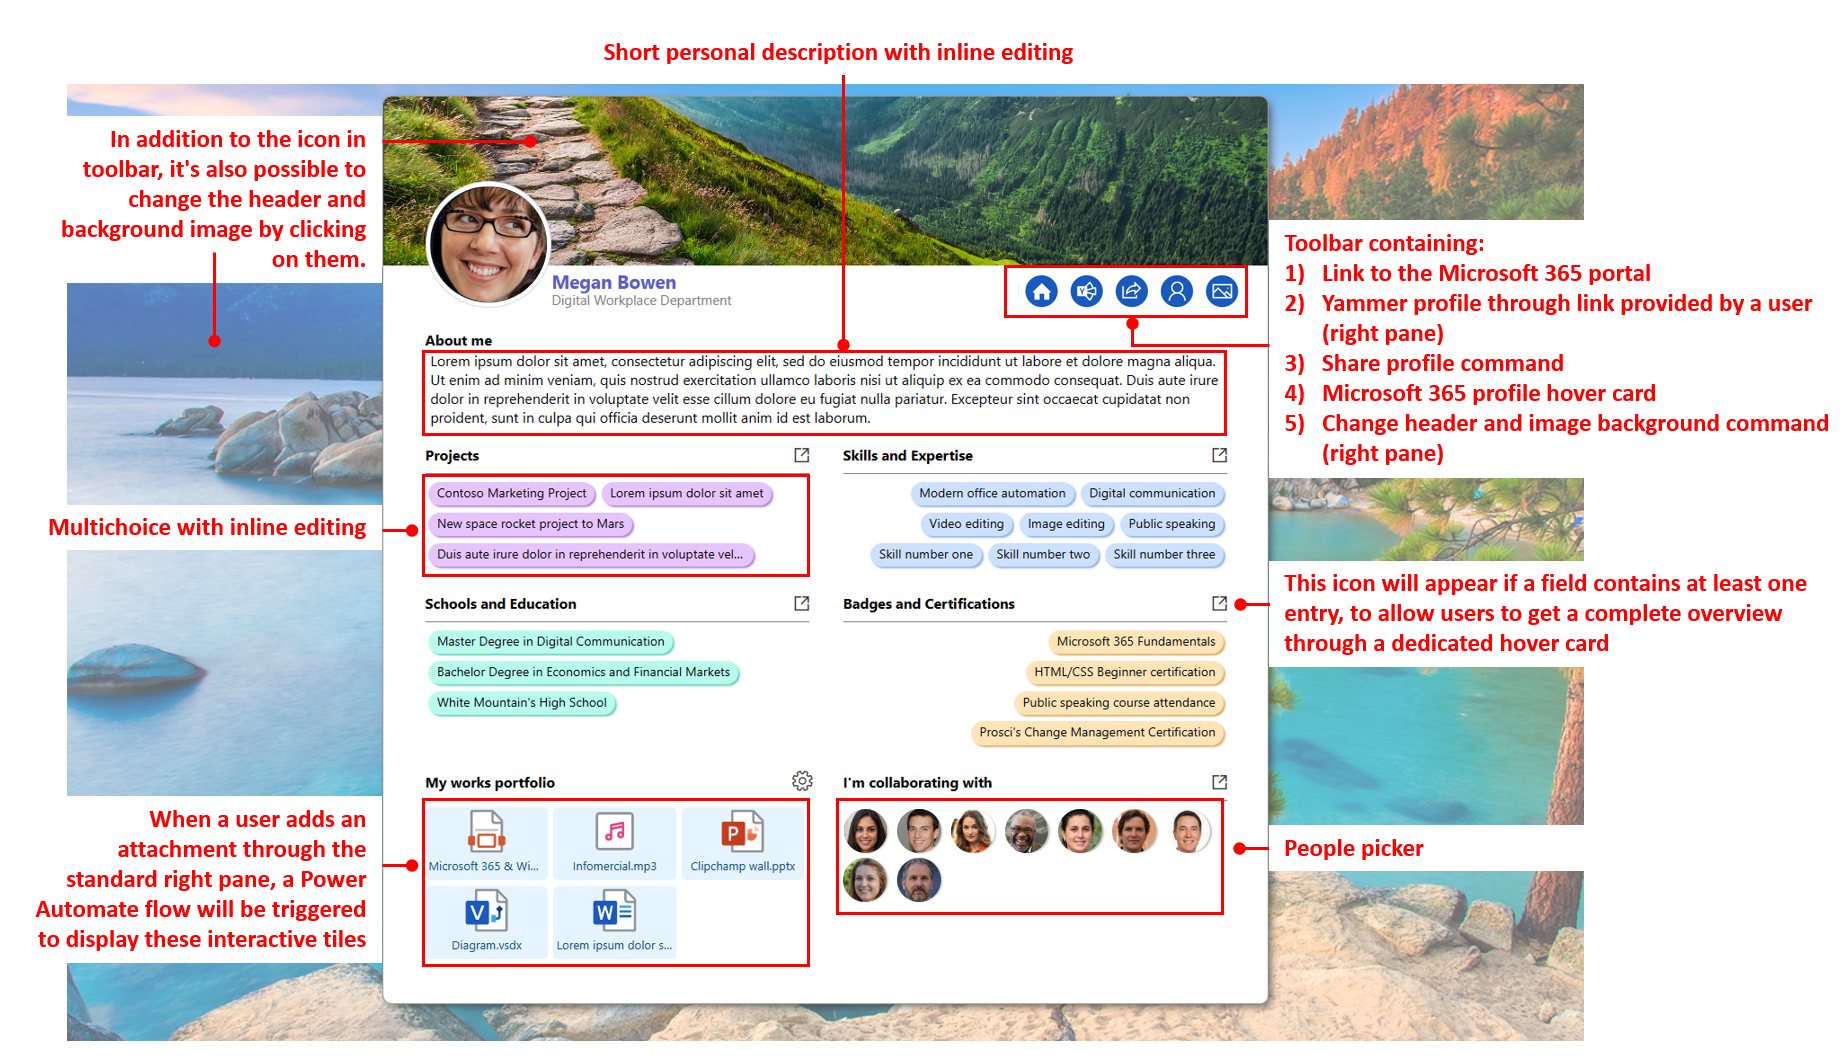 Short personal description with inline editing
In addition to the icon in
toolbar, it's also possible to
change the header and
background image by clicking
on them.
Megan Bowen
Digital Workplace Department
Toolbar containing:
1) Link to the Microsoft 365 portal
2) Yammer profile through link provided by a user
(right pane)
3) Share profile command
4) Microsoft 365 profile hover card
5) Change header and image background command
(right pane)
About me
Lorem ipsum dolor sit amet, consectetur adipiscing elit, sed do eiusmod tempor incididunt ut labore et dolore magna aliqua.
Ut enim ad minim veniam, quis nostrud exercitation ullamco laboris nisi ut aliquip ex ea commodo consequat. Duis aute irure
dolor in reprehenderit in voluptate velit esse cillum dolore eu fugiat nulla pariatur. Excepteur sint occaecat cupidatat non
proident, sunt in culpa qui officia deserunt mollit anim id est laborum.
Projects
Contoso Marketing Project
Lorem ipsum dolor sit amet
New space rocket project to Mars
Duis aute irure dolor in reprehenderit in voluptate vel...
Multichoice with inline editing
Skills and Expertise
Modern office automation
Digital communication
Video editing
Image editing
Public speaking
Skill number one
Skill number two
Skill number three
Schools and Education
Master Degree in Digital Communication
Bachelor Degree in Economics and Financial Markets
White Mountain's High School
Badges and Certifications
Microsoft 365 Fundamentals
HTML/CSS Beginner certification
Public speaking course attendance
Prosci's Change Management Certification
This icon will appear if a field contains at least one
entry, to allow users to get a complete overview
through a dedicated hover card
My works portfolio
Microsoft 365 & Wi...
Infomercial.mp3
P
Clipchamp wall.pptx
V
Diagram.vsdx
W
Lorem ipsum dolor s...
When a user adds an
attachment through the
standard right pane, a Power
Automate flow will be triggered
to display these interactive tiles
I'm collaborating with
People picker